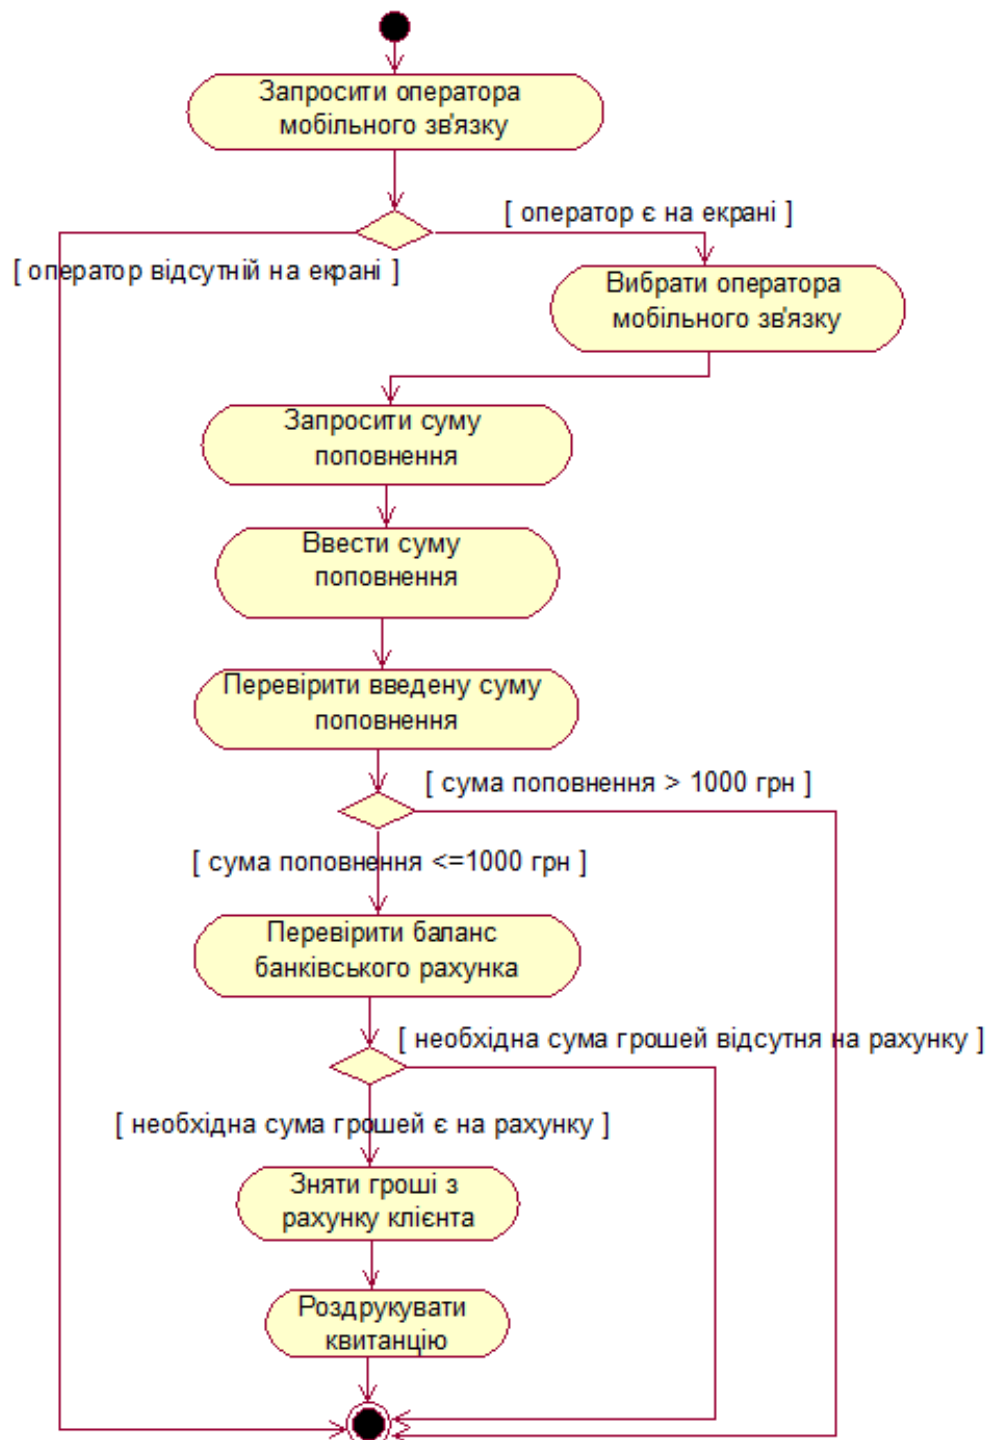 Запросити оператора
мобільного зв'язку
[ оператор є на екрані ]
[ оператор відсутній на екрані ]
Вибрати оператора
мобільного зв'язку
Запросити суму
поповнення
Ввести суму
поповнення
Перевірити введену суму
поповнення
[ сума поповнення > 1000 грн ]
[ сума поповнення <=1000 грн ]
Перевірити баланс
банківського рахунка
[ необхідна сума грошей відсутня на рахунку ]
[ необхідна сума грошей є на рахунку ]
Зняти гроші з
рахунку клієнта
Роздрукувати
квитанцію